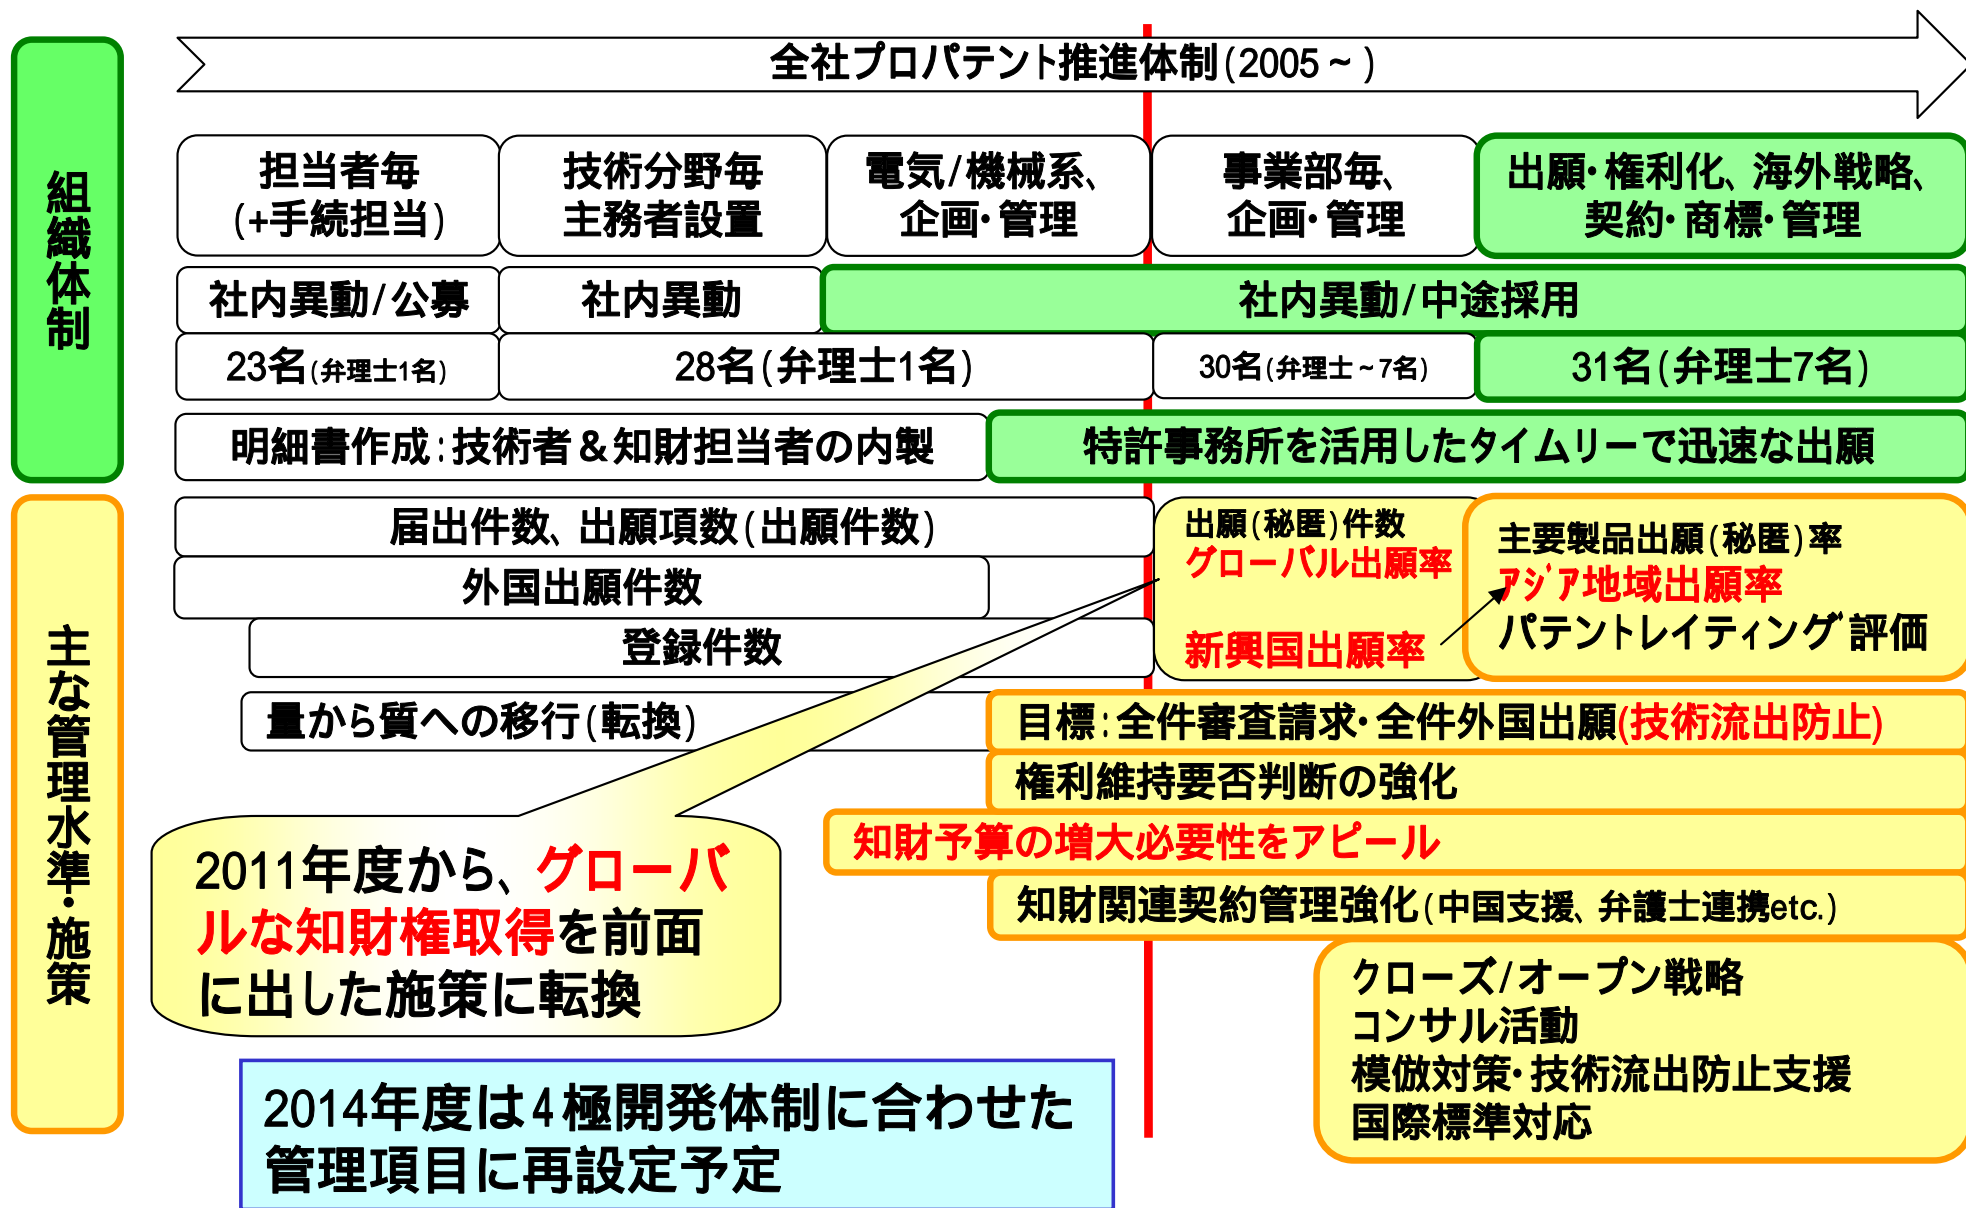 全社プロパテント推進体制(2005～)
組織体制
担当者毎
(+手続担当)
技術分野毎
主務者設置
電気/機械系、
企画・管理
事業部毎、
企画・管理
出願・権利化、海外戦略、
契約・商標・管理
社内異動/公募
社内異動
社内異動/中途採用
23名(弁理士1名)
28名(弁理士1名)
30名(弁理士～7名)
31名(弁理士7名)
明細書作成:技術者&知財担当者の内製
特許事務所を活用したタイムリーで迅速な出願
主な管理水準・施策
届出件数、出願項数(出願件数)
外国出願件数
登録件数
出願(秘匿)件数
グローバル出願率
新興国出願率
主要製品出願(秘匿)率
アジア地域出願率
パテントレイティング評価
量から質への移行(転換)
目標:全件審査請求・全件外国出願(技術流出防止)
権利維持要否判断の強化
知財予算の増大必要性をアピール
知財関連契約管理強化(中国支援、弁護士連携etc.)
2011年度から、グローバ
ルな知財権取得を前面
に出した施策に転換
クローズ/オープン戦略
コンサル活動
模倣対策・技術流出防止支援
国際標準対応
2014年度は4極開発体制に合わせた
管理項目に再設定予定